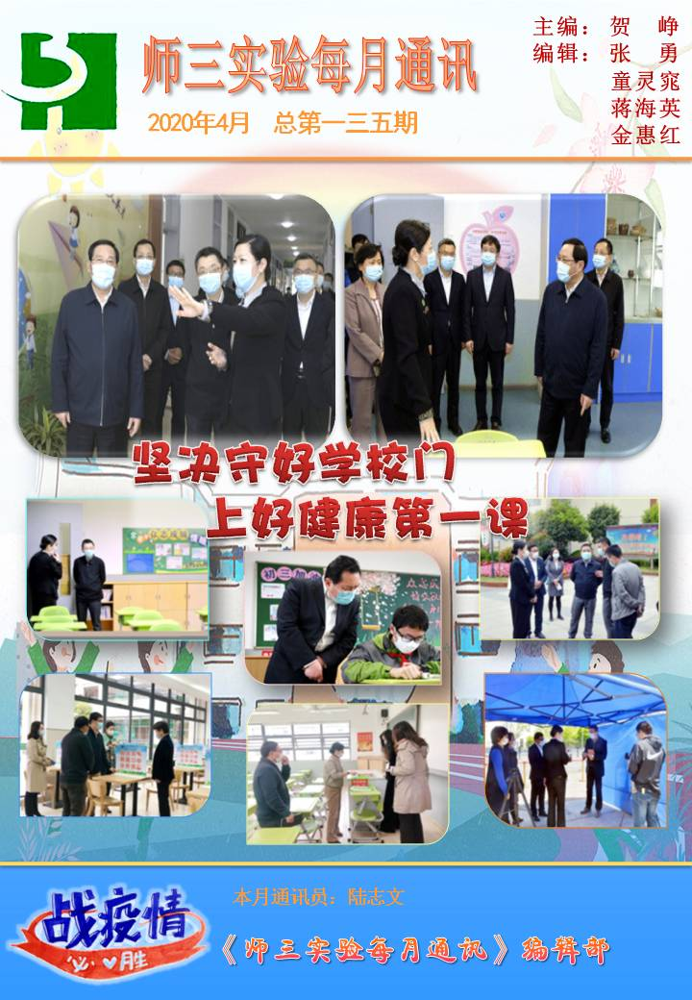 师三实验每月通讯
2020年4月 总第一三五期
主编： 贺 峥
编辑： 张 勇
童灵窕
蒋海英
金惠红
坚决守好学校门
上好健康第一课
初三加油
战疫情
必胜
本月通讯员：陆志文
《师三实验每月通讯》编辑部